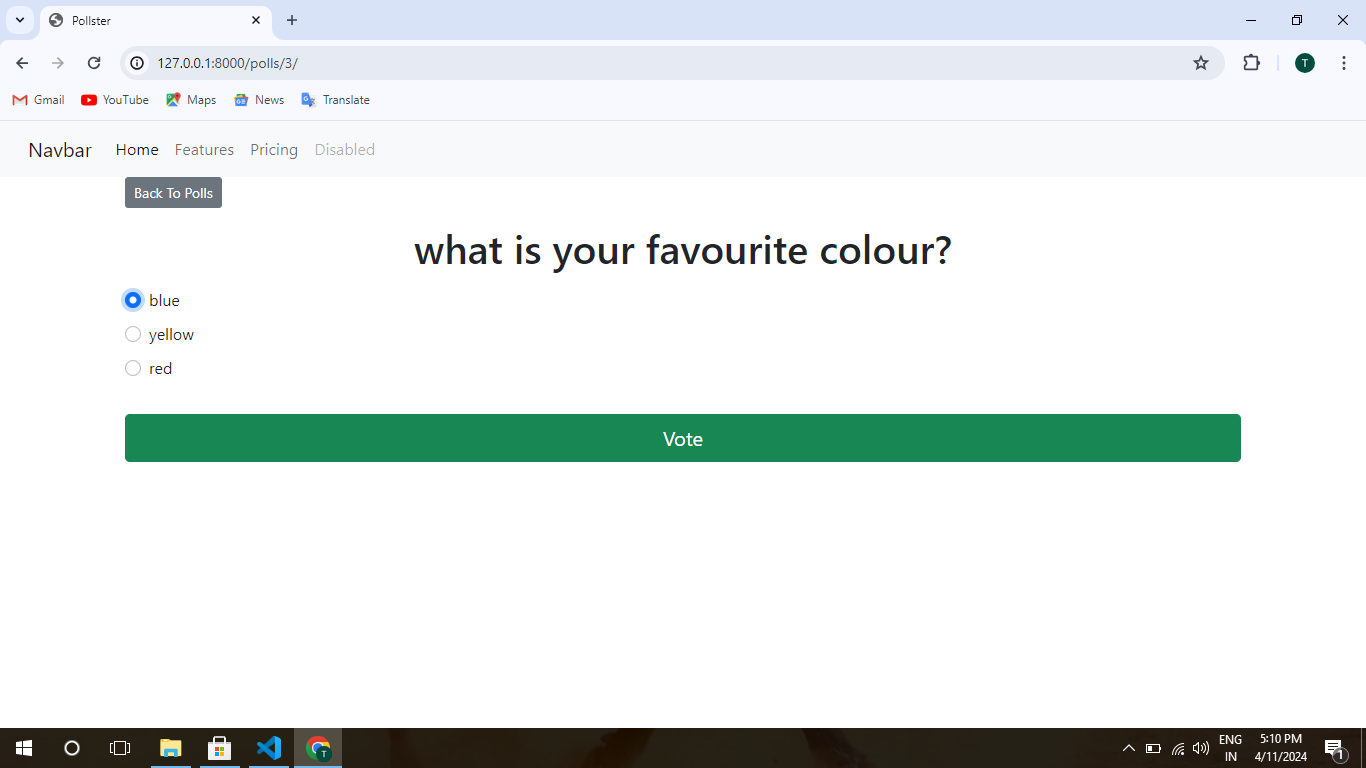 Pollster
127.0.0.1:8000/polls/3/
T
Gmail YouTube Maps News Translate
Navbar Home Features Pricing Disabled
Back To Polls
what is your favourite colour?
blue
yellow
red
Vote
T
ENG 5:10 PM
IN 4/11/2024
1